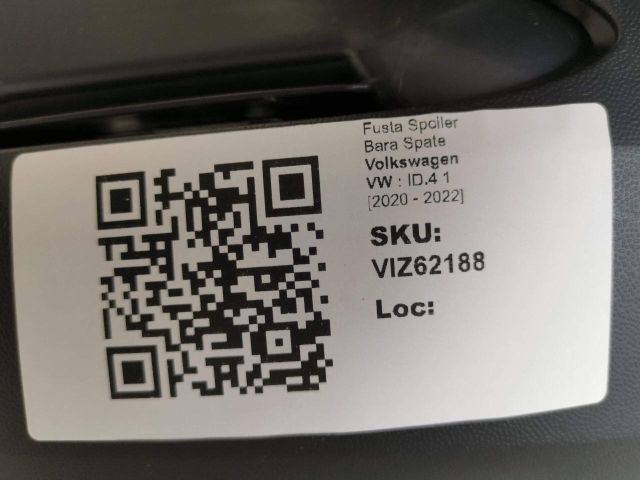 Fusta Spoiler
Bara Spate
Volkswagen
VW : ID.4 1
[2020 - 2022]
SKU:
VIZ62188
Loc: